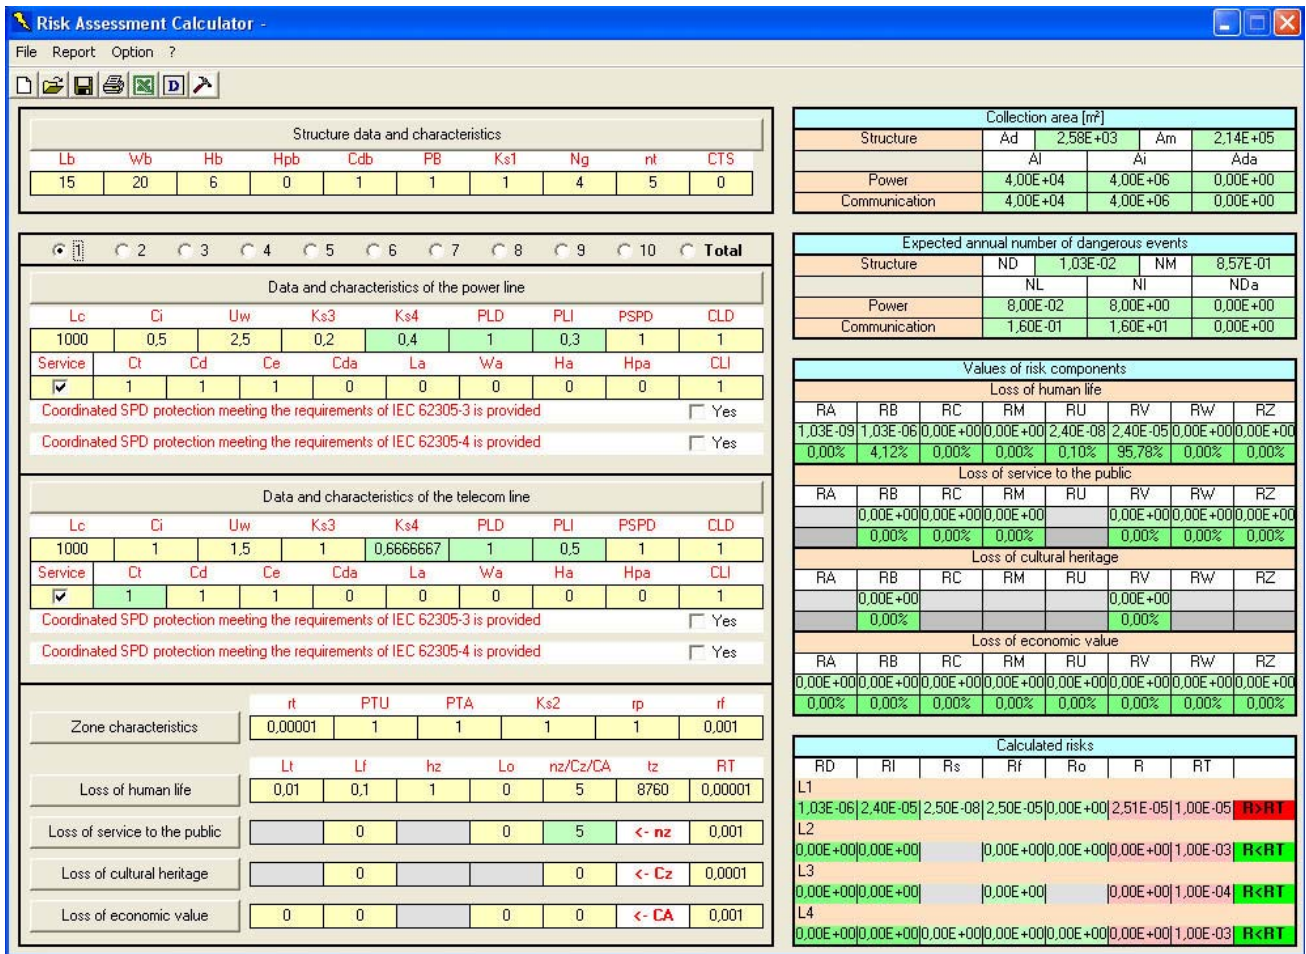 Risk Assessment Calculator -
File Report Option ?
D
Structure data and characteristics
Lb Wb Hb Hpb Cdb PB Ks1 Ng nt CTS
15 20 6 0 1 1 1 4 5 0
1 2 3 4 5 6 7 8 9 10 Total
Data and characteristics of the power line
Lc Ci Uw Ks3 Ks4 PLD PLI PSPD CLD
1000 0,5 2,5 0,2 0,4 1 0,3 1 1
Service Ct Cd Ce Cda La Wa Ha Hpa CLI
1 1 1 0 0 0 0 0 1
Coordinated SPD protection meeting the requirements of IEC 62305-3 is provided Yes
Coordinated SPD protection meeting the requirements of IEC 62305-4 is provided Yes
Data and characteristics of the telecom line
Lc Ci Uw Ks3 Ks4 PLD PLI PSPD CLD
1000 1 1,5 1 0,6666667 1 0,5 1 1
Service Ct Cd Ce Cda La Wa Ha Hpa CLI
1 1 1 0 0 0 0 0 1
Coordinated SPD protection meeting the requirements of IEC 62305-3 is provided Yes
Coordinated SPD protection meeting the requirements of IEC 62305-4 is provided Yes
rt PTU PTA Ks2 rp rf
Zone characteristics 0,00001 1 1 1 1 0,001
Lt Lf hz Lo nz/Cz/CA tz RT
Loss of human life 0,01 0,1 1 0 5 8760 0,00001
Loss of service to the public 0 0 5 <- nz 0,001
Loss of cultural heritage 0 0 <- Cz 0,0001
Loss of economic value 0 0 0 0 <- CA 0,001
Collection area [m²]
Structure Ad 2,58E+03 Am 2,14E+05
Al Ai Ada
Power 4,00E+04 4,00E+06 0,00E+00
Communication 4,00E+04 4,00E+06 0,00E+00
Expected annual number of dangerous events
Structure ND 1,03E-02 NM 8,57E-01
NL NI NDa
Power 8,00E-02 8,00E+00 0,00E+00
Communication 1,60E-01 1,60E+01 0,00E+00
Values of risk components
Loss of human life
RA RB RC RM RU RV RW RZ
1,03E-09 1,03E-06 0,00E+00 0,00E+00 2,40E-08 2,40E-05 0,00E+00 0,00E+00
0,00% 4,12% 0,00% 0,00% 0,10% 95,78% 0,00% 0,00%
Loss of service to the public
RA RB RC RM RU RV RW RZ
0,00E+00 0,00E+00 0,00E+00 0,00E+00 0,00E+00 0,00E+00
0,00% 0,00% 0,00% 0,00% 0,00% 0,00%
Loss of cultural heritage
RA RB RC RM RU RV RW RZ
0,00E+00 0,00E+00
0,00% 0,00%
Loss of economic value
RA RB RC RM RU RV RW RZ
0,00E+00 0,00E+00 0,00E+00 0,00E+00 0,00E+00 0,00E+00 0,00E+00 0,00E+00
0,00% 0,00% 0,00% 0,00% 0,00% 0,00% 0,00% 0,00%
Calculated risks
RD RI Rs Rf Ro R RT
L1
1,03E-06 2,40E-05 2,50E-08 2,50E-05 0,00E+00 2,51E-05 1,00E-05 R>RT
L2
0,00E+00 0,00E+00 0,00E+00 0,00E+00 0,00E+00 1,00E-03 R<RT
L3
0,00E+00 0,00E+00 0,00E+00 0,00E+00 1,00E-04 R<RT
L4
0,00E+00 0,00E+00 0,00E+00 0,00E+00 0,00E+00 0,00E+00 1,00E-03 R<RT